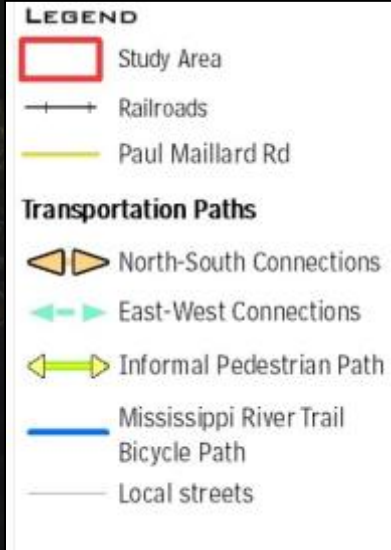 LEGEND
Study Area
Railroads
Paul Maillard Rd
Transportation Paths
North-South Connections
East-West Connections
Informal Pedestrian Path
Mississippi River Trail
Bicycle Path
Local streets